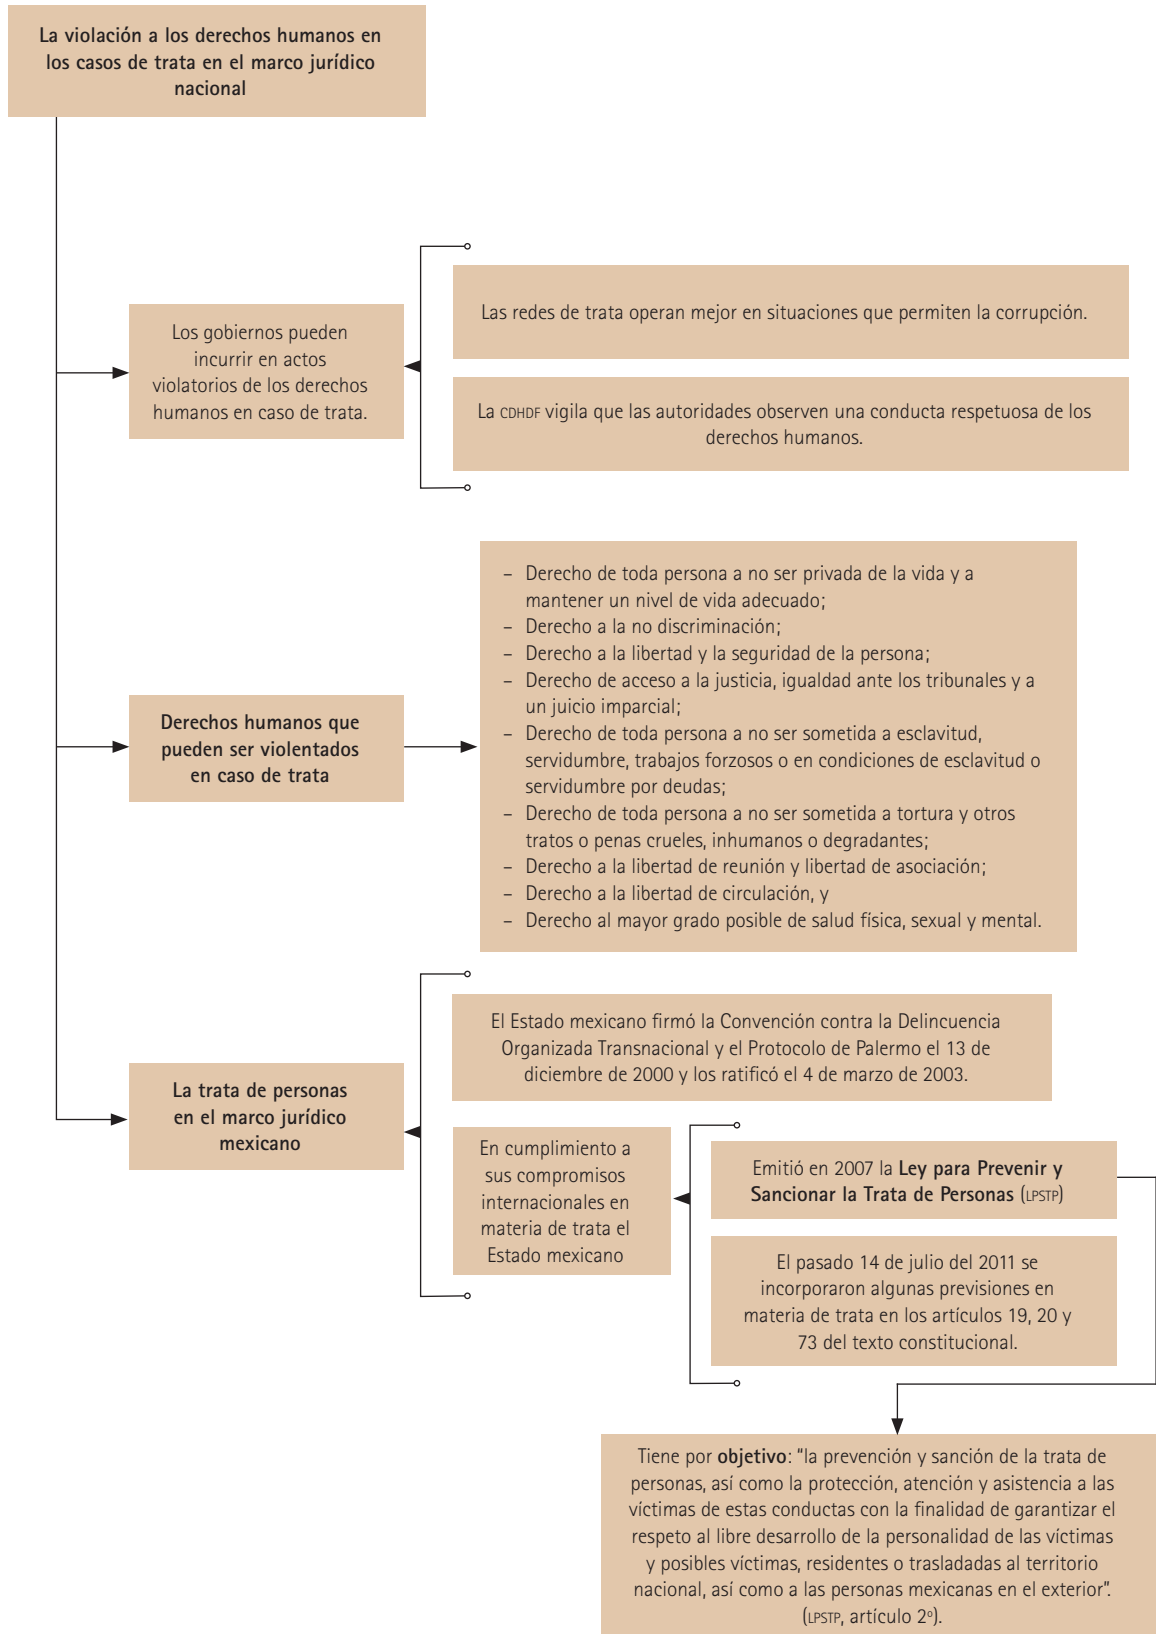 La violación a los derechos humanos en
los casos de trata en el marco jurídico
nacional
Los gobiernos pueden
incurrir en actos
violatorios de los derechos
humanos en caso de trata.
Las redes de trata operan mejor en situaciones que permiten la corrupción.
La CDHDF vigila que las autoridades observen una conducta respetuosa de los
derechos humanos.
Derechos humanos que
pueden ser violentados
en caso de trata
– Derecho de toda persona a no ser privada de la vida y a
mantener un nivel de vida adecuado;
– Derecho a la no discriminación;
– Derecho a la libertad y la seguridad de la persona;
– Derecho de acceso a la justicia, igualdad ante los tribunales y a
un juicio imparcial;
– Derecho de toda persona a no ser sometida a esclavitud,
servidumbre, trabajos forzosos o en condiciones de esclavitud o
servidumbre por deudas;
– Derecho de toda persona a no ser sometida a tortura y otros
tratos o penas crueles, inhumanos o degradantes;
– Derecho a la libertad de reunión y libertad de asociación;
– Derecho a la libertad de circulación, y
– Derecho al mayor grado posible de salud física, sexual y mental.
La trata de personas
en el marco jurídico
mexicano
El Estado mexicano firmó la Convención contra la Delincuencia
Organizada Transnacional y el Protocolo de Palermo el 13 de
diciembre de 2000 y los ratificó el 4 de marzo de 2003.
En cumplimiento a
sus compromisos
internacionales en
materia de trata el
Estado mexicano
Emitió en 2007 la Ley para Prevenir y
Sancionar la Trata de Personas (LPSTP)
El pasado 14 de julio del 2011 se
incorporaron algunas previsiones en
materia de trata en los artículos 19, 20 y
73 del texto constitucional.
Tiene por objetivo: “la prevención y sanción de la trata de
personas, así como la protección, atención y asistencia a las
víctimas de estas conductas con la finalidad de garantizar el
respeto al libre desarrollo de la personalidad de las víctimas
y posibles víctimas, residentes o trasladadas al territorio
nacional, así como a las personas mexicanas en el exterior”.
(LPSTP, artículo 2º).